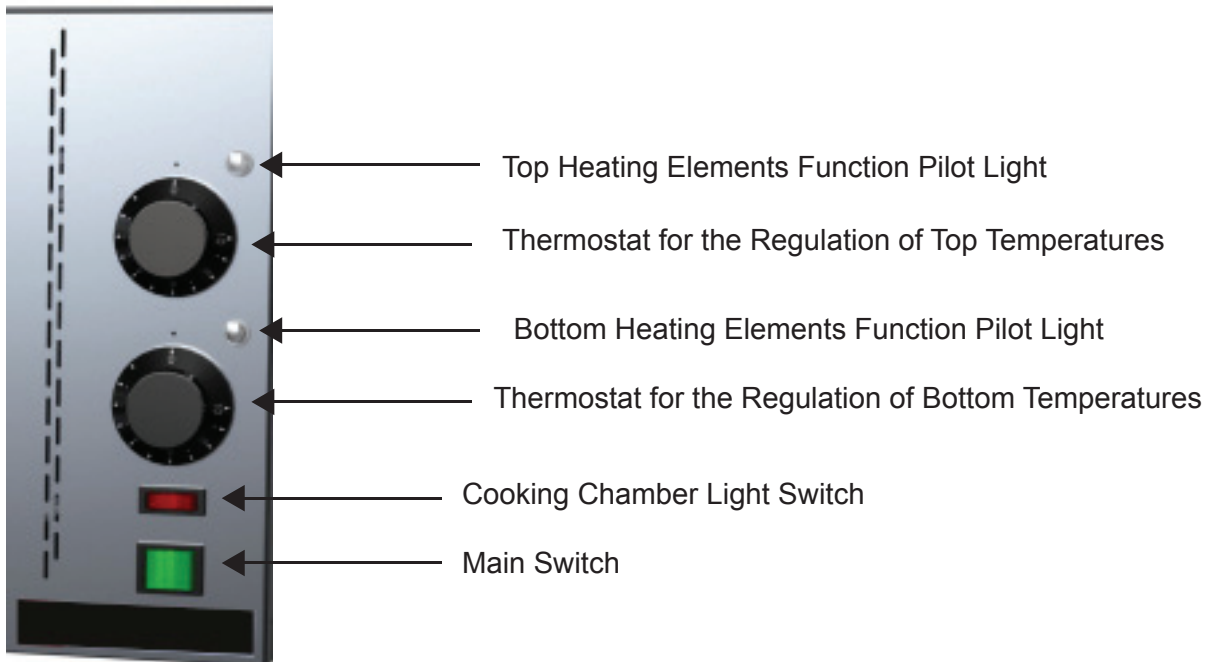 Top Heating Elements Function Pilot Light
Thermostat for the Regulation of Top Temperatures
Bottom Heating Elements Function Pilot Light
Thermostat for the Regulation of Bottom Temperatures
Cooking Chamber Light Switch
Main Switch